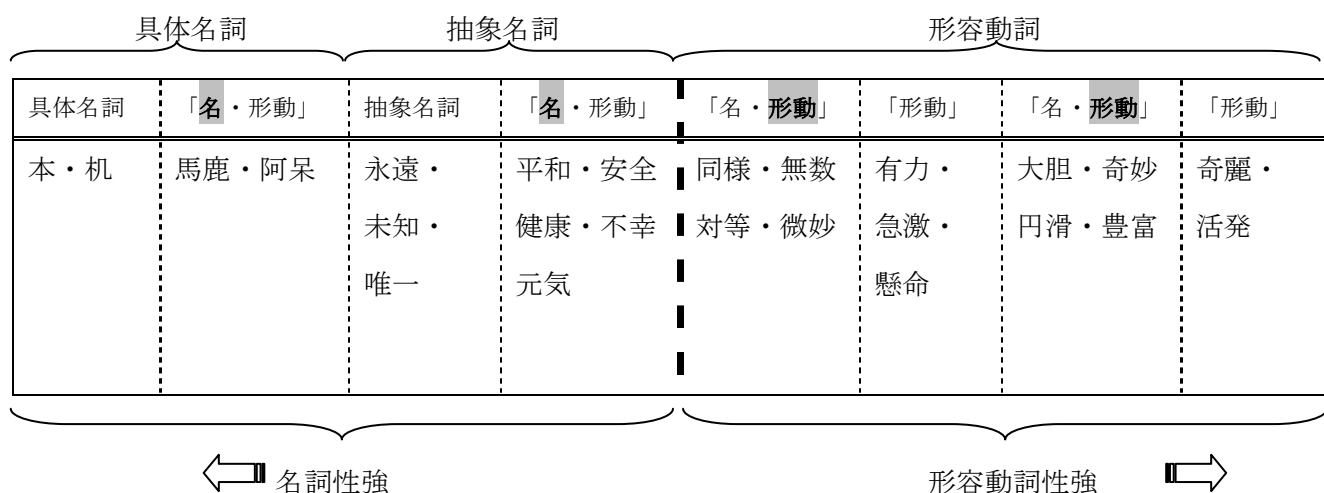 具体名詞 抽象名詞 形容動詞
具体名詞 「名・形動」 抽象名詞 「名・形動」 「名・形動」 「形動」 「名・形動」 「形動」
本・机 馬鹿・阿呆 永遠・ 平和・安全 同様・無数 有力・ 大胆・奇妙 奇麗・
未知・ 健康・不幸 対等・微妙 急激・ 円滑・豊富 活発
唯一 元気 懸命
名詞性強 形容動詞性強